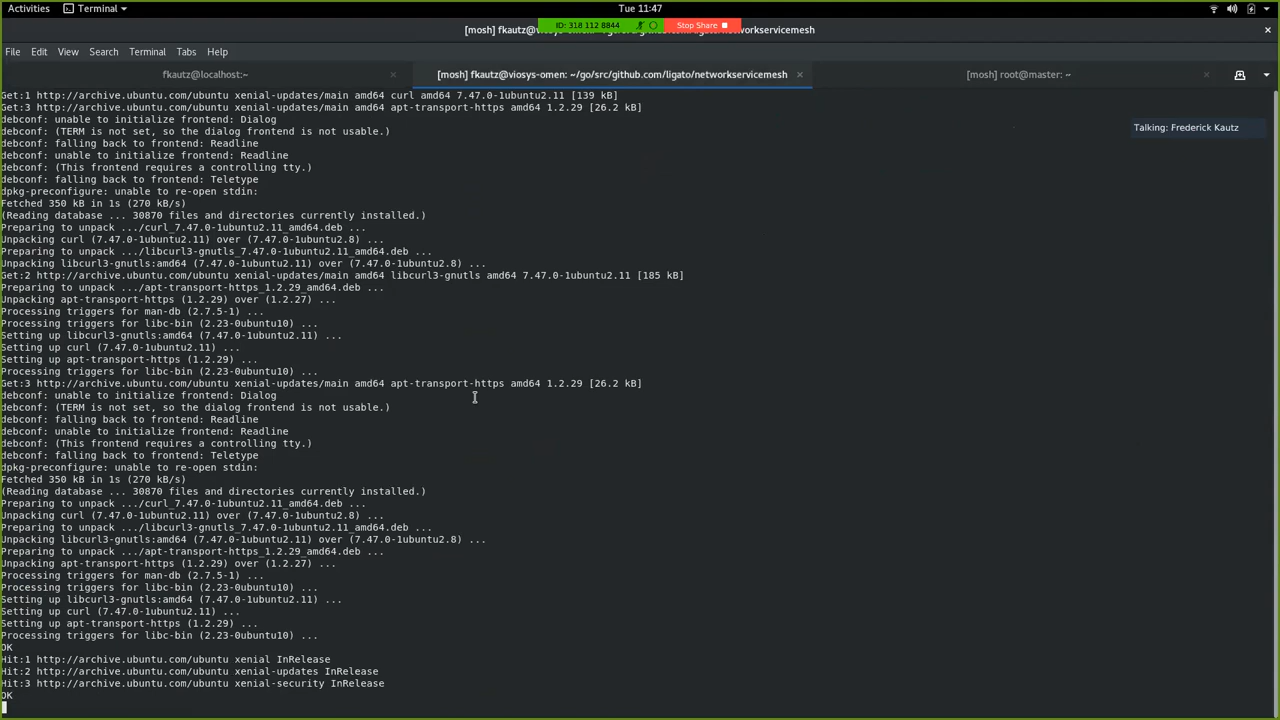 Activities
Terminal
Tue 11:47
ID: 318 112 8844
Stop Share
File Edit View Search Terminal Tabs Help
fkautz@localhost:~
[mosh] fkautz@viosys-omen: ~/go/src/github.com/ligato/networkservicemesh
[mosh] root@master: ~
Talking: Frederick Kautz
Get:1 http://archive.ubuntu.com/ubuntu xenial-updates/main amd64 curl amd64 7.47.0-1ubuntu2.11 [139 kB]
Get:3 http://archive.ubuntu.com/ubuntu xenial-updates/main amd64 apt-transport-https amd64 1.2.29 [26.2 kB]
debconf: unable to initialize frontend: Dialog
debconf: (TERM is not set, so the dialog frontend is not usable.)
debconf: falling back to frontend: Readline
debconf: unable to initialize frontend: Readline
debconf: (This frontend requires a controlling tty.)
debconf: falling back to frontend: Teletype
dpkg-preconfigure: unable to re-open stdin:
Fetched 350 kB in 1s (270 kB/s)
(Reading database ... 30870 files and directories currently installed.)
Preparing to unpack .../curl_7.47.0-1ubuntu2.11_amd64.deb ...
Unpacking curl (7.47.0-1ubuntu2.11) over (7.47.0-1ubuntu2.8) ...
Preparing to unpack .../libcurl3-gnutls_7.47.0-1ubuntu2.11_amd64.deb ...
Unpacking libcurl3-gnutls:amd64 (7.47.0-1ubuntu2.11) over (7.47.0-1ubuntu2.8) ...
Get:2 http://archive.ubuntu.com/ubuntu xenial-updates/main amd64 libcurl3-gnutls amd64 7.47.0-1ubuntu2.11 [185 kB]
Preparing to unpack .../apt-transport-https_1.2.29_amd64.deb ...
Unpacking apt-transport-https (1.2.29) over (1.2.27) ...
Processing triggers for man-db (2.7.5-1) ...
Processing triggers for libc-bin (2.23-0ubuntu10) ...
Setting up libcurl3-gnutls:amd64 (7.47.0-1ubuntu2.11) ...
Setting up curl (7.47.0-1ubuntu2.11) ...
Setting up apt-transport-https (1.2.29) ...
Processing triggers for libc-bin (2.23-0ubuntu10) ...
Get:3 http://archive.ubuntu.com/ubuntu xenial-updates/main amd64 apt-transport-https amd64 1.2.29 [26.2 kB]
debconf: unable to initialize frontend: Dialog
debconf: (TERM is not set, so the dialog frontend is not usable.)
debconf: falling back to frontend: Readline
debconf: unable to initialize frontend: Readline
debconf: (This frontend requires a controlling tty.)
debconf: falling back to frontend: Teletype
dpkg-preconfigure: unable to re-open stdin:
Fetched 350 kB in 1s (270 kB/s)
(Reading database ... 30870 files and directories currently installed.)
Preparing to unpack .../curl_7.47.0-1ubuntu2.11_amd64.deb ...
Unpacking curl (7.47.0-1ubuntu2.11) over (7.47.0-1ubuntu2.8) ...
Preparing to unpack .../libcurl3-gnutls_7.47.0-1ubuntu2.11_amd64.deb ...
Unpacking libcurl3-gnutls:amd64 (7.47.0-1ubuntu2.11) over (7.47.0-1ubuntu2.8) ...
Preparing to unpack .../apt-transport-https_1.2.29_amd64.deb ...
Unpacking apt-transport-https (1.2.29) over (1.2.27) ...
Processing triggers for man-db (2.7.5-1) ...
Processing triggers for libc-bin (2.23-0ubuntu10) ...
Setting up libcurl3-gnutls:amd64 (7.47.0-1ubuntu2.11) ...
Setting up curl (7.47.0-1ubuntu2.11) ...
Setting up apt-transport-https (1.2.29) ...
Processing triggers for libc-bin (2.23-0ubuntu10) ...
OK
Hit:1 http://archive.ubuntu.com/ubuntu xenial InRelease
Hit:2 http://archive.ubuntu.com/ubuntu xenial-updates InRelease
Hit:3 http://archive.ubuntu.com/ubuntu xenial-security InRelease
OK